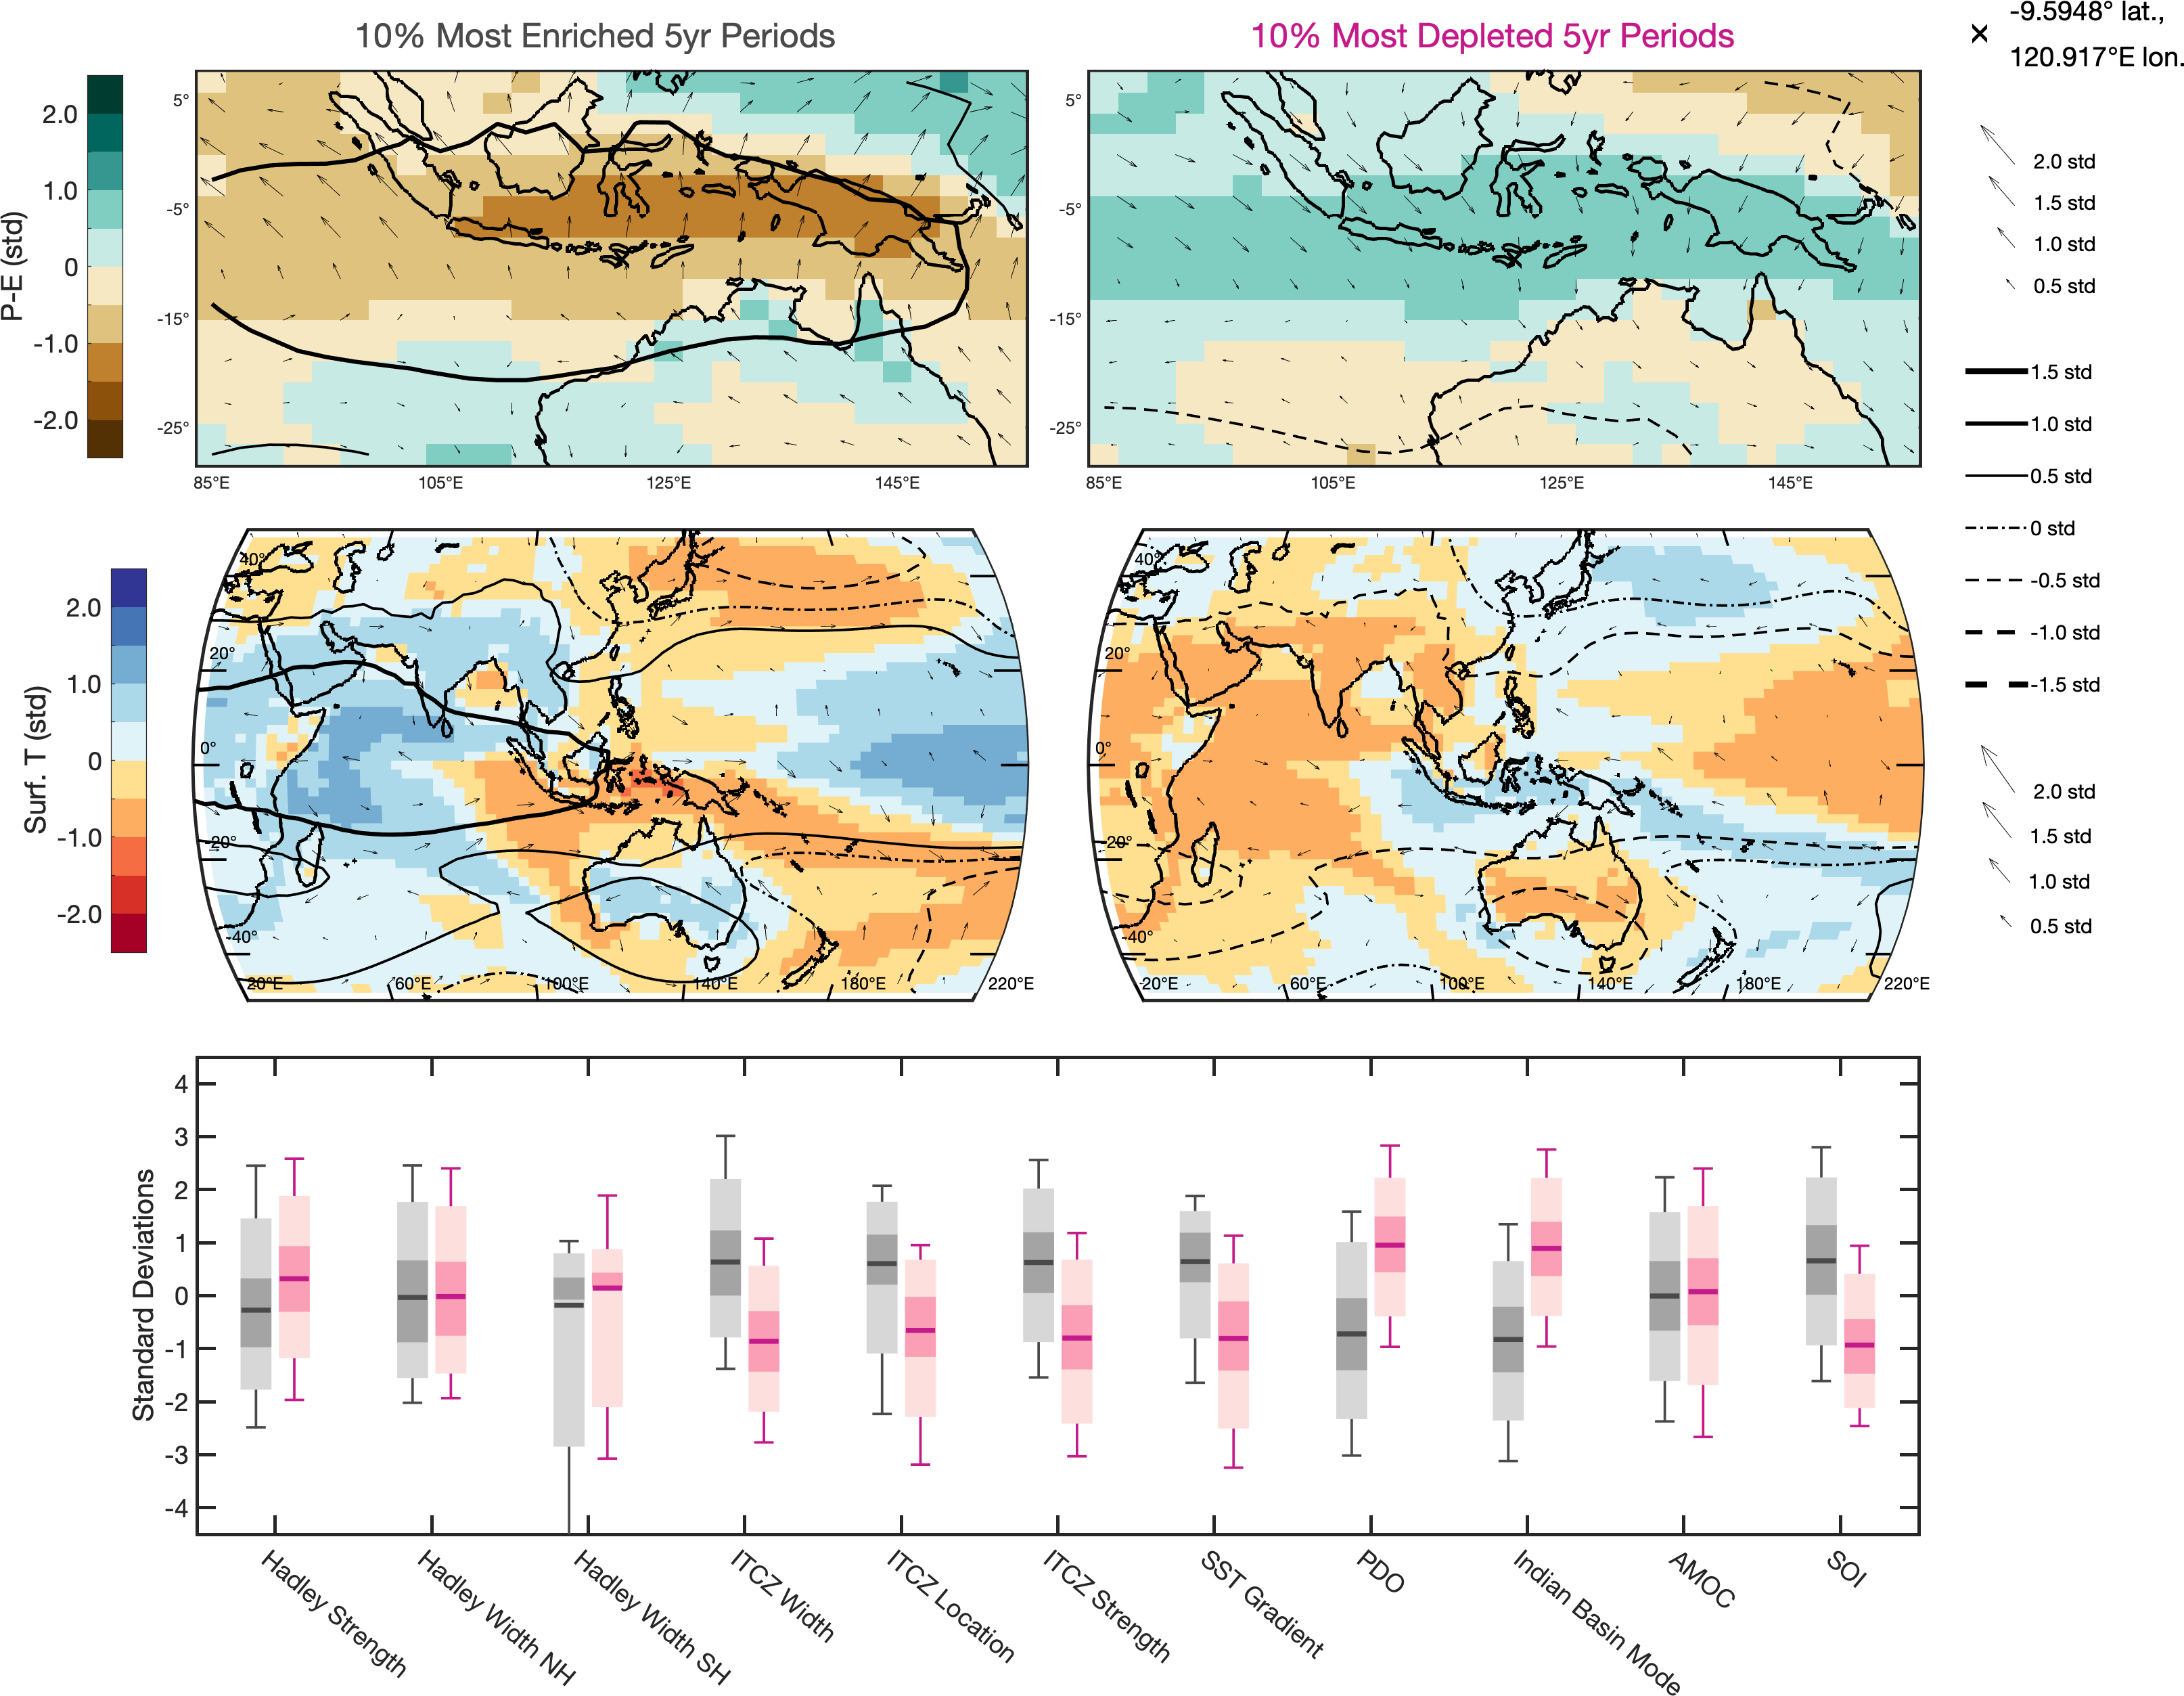 10% Most Enriched 5yr Periods
10% Most Depleted 5yr Periods
-9.5948° lat.,
120.917°E lon.
P-E (std)
2.0
1.0
0
-1.0
-2.0
5°
-5°
-15°
-25°
85°E
105°E
125°E
145°E
5°
-5°
-15°
-25°
85°E
105°E
125°E
145°E
2.0 std
1.5 std
1.0 std
0.5 std
1.5 std
1.0 std
0.5 std
0 std
-0.5 std
-1.0 std
-1.5 std
Surf. T (std)
2.0
1.0
0
-1.0
-2.0
40°
20°
0°
-20°
-40°
20°E
60°E
100°E
140°E
180°E
220°E
40°
20°
0°
-20°
-40°
20°E
60°E
100°E
140°E
180°E
220°E
2.0 std
1.5 std
1.0 std
0.5 std
Standard Deviations
4
3
2
1
0
-1
-2
-3
-4
Hadley Strength
Hadley Width NH
Hadley Width SH
ITCZ Width
ITCZ Location
ITCZ Strength
SST Gradient
PDO
Indian Basin Mode
AMOC
SOI